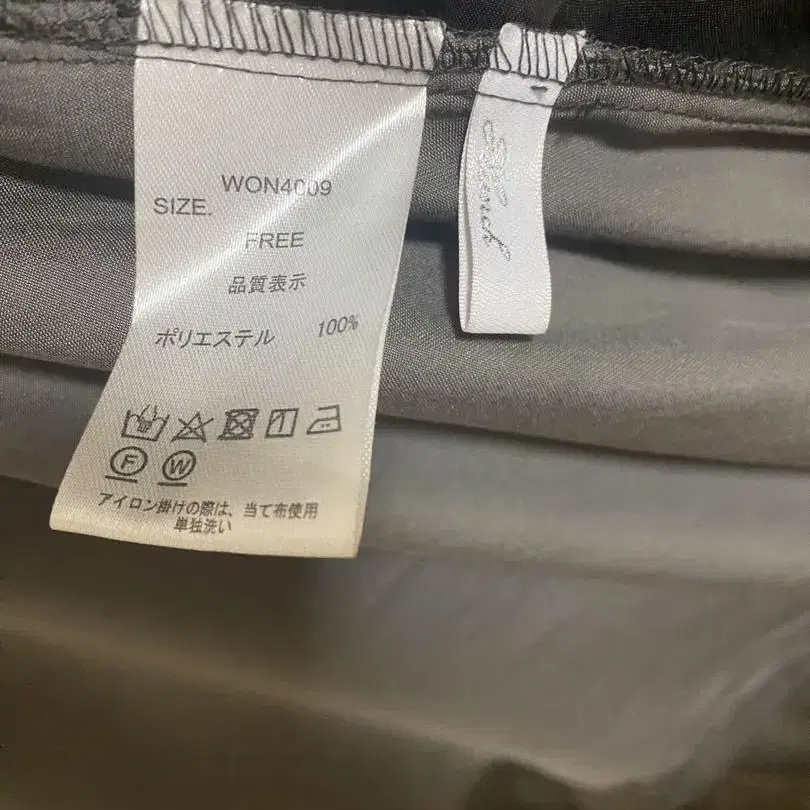 WON4009
SIZE.
FREE
品質表示
ポリエステル 100%
F W
アイロン掛けの際は、当て布使用
単独洗い